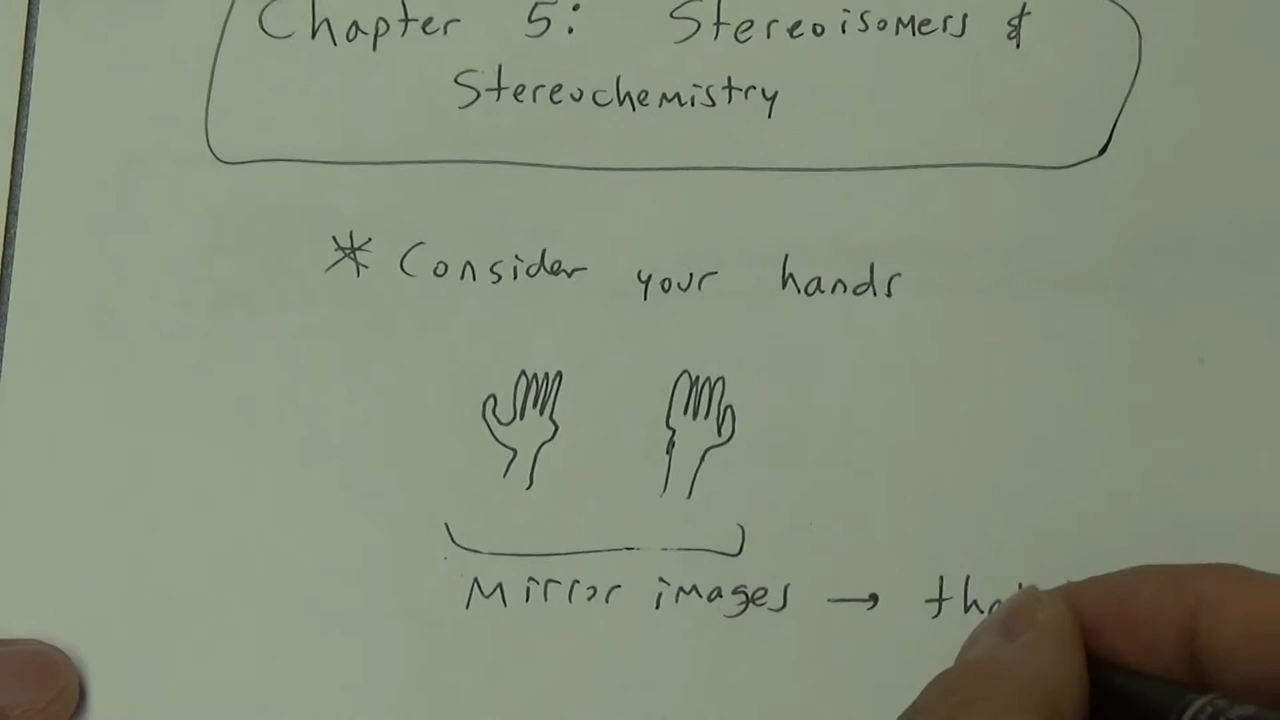 Chapter 5: Stereoisomers &
Stereochemistry
* Consider your hands
Mirror images →